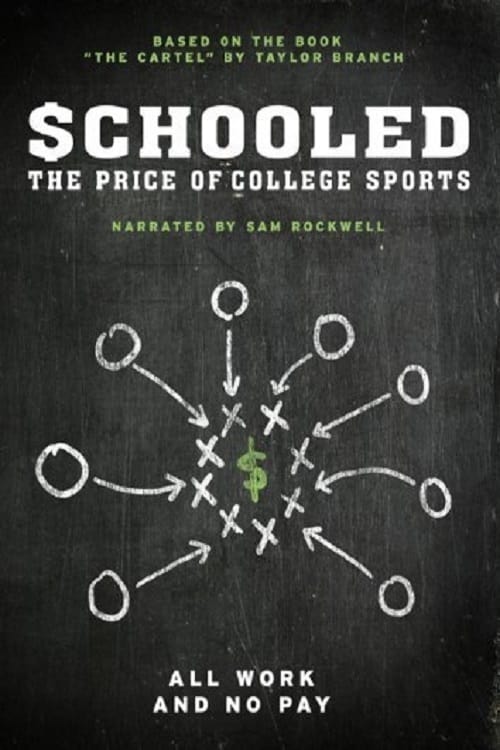 BASED ON THE BOOK
"THE CARTEL" BY TAYLOR BRANCH
$CHOOLED
THE PRICE OF COLLEGE SPORTS
NARRATED BY SAM ROCKWELL
$
ALL WORK
AND NO PAY